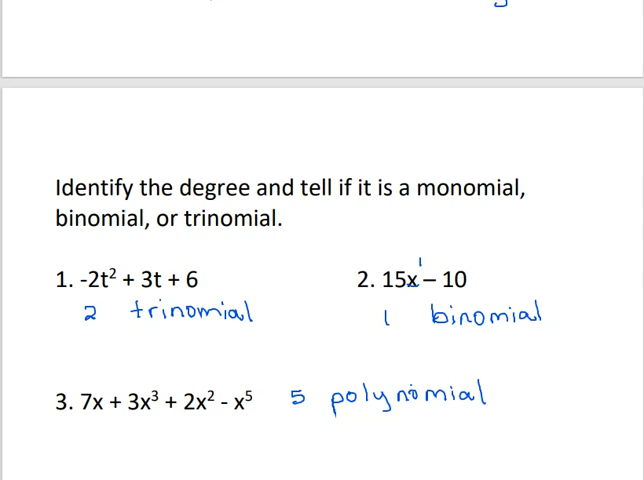 Identify the degree and tell if it is a monomial,
binomial, or trinomial.
1. -2t² + 3t + 6
2. 15x¹ – 10
2 trinomial
1 binomial
3. 7x + 3x³ + 2x² - x⁵ 5 polynomial